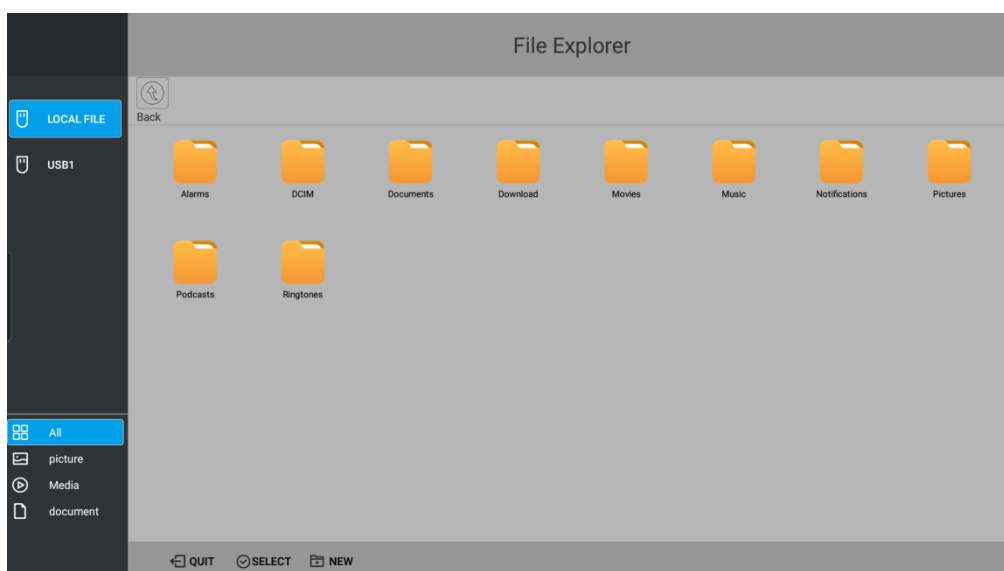 File Explorer
LOCAL FILE
USB1
Back
Alarms DCIM Documents Download Movies Music Notifications Pictures
Podcasts Ringtones
All
picture
Media
document
QUIT SELECT NEW